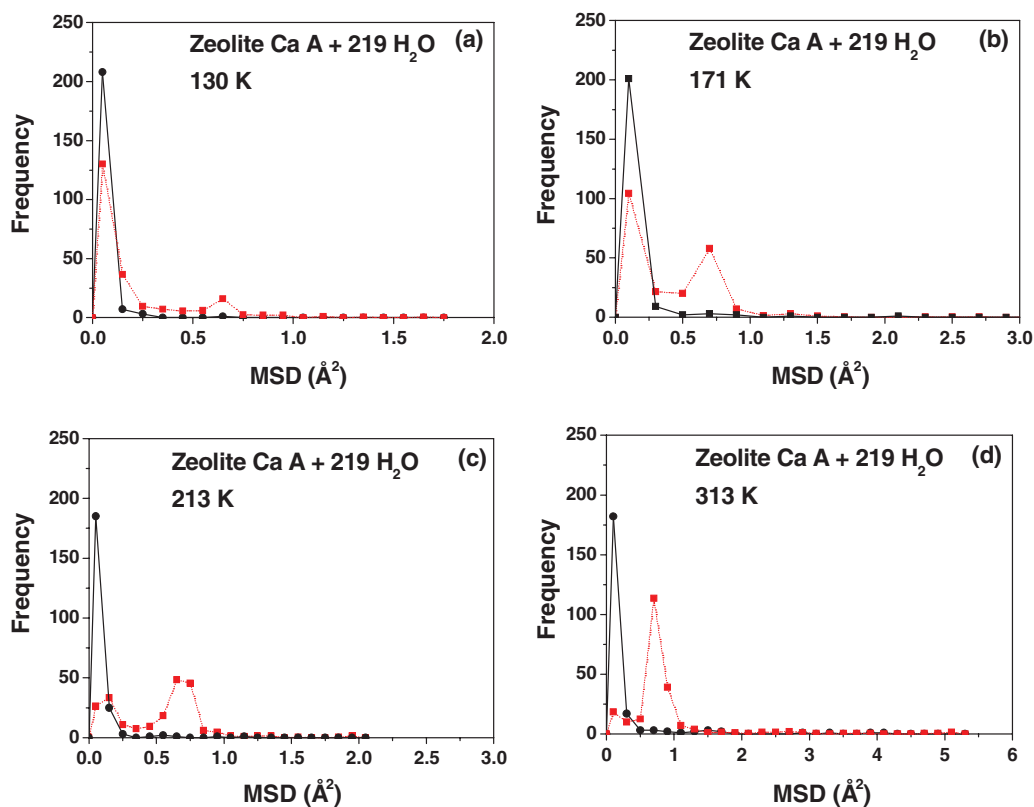 250
200
150
100
50
0
Frequency
Zeolite Ca A + 219 H₂O (a)
130 K
0.0 0.5 1.0 1.5 2.0
MSD (Å²)
250
200
150
100
50
0
Frequency
Zeolite Ca A + 219 H₂O (b)
171 K
0.0 0.5 1.0 1.5 2.0 2.5 3.0
MSD (Å²)
250
200
150
100
50
0
Frequency
Zeolite Ca A + 219 H₂O (c)
213 K
0.0 0.5 1.0 1.5 2.0 2.5 3.0
MSD (Å²)
250
200
150
100
50
0
Frequency
Zeolite Ca A + 219 H₂O (d)
313 K
0 1 2 3 4 5 6
MSD (Å²)